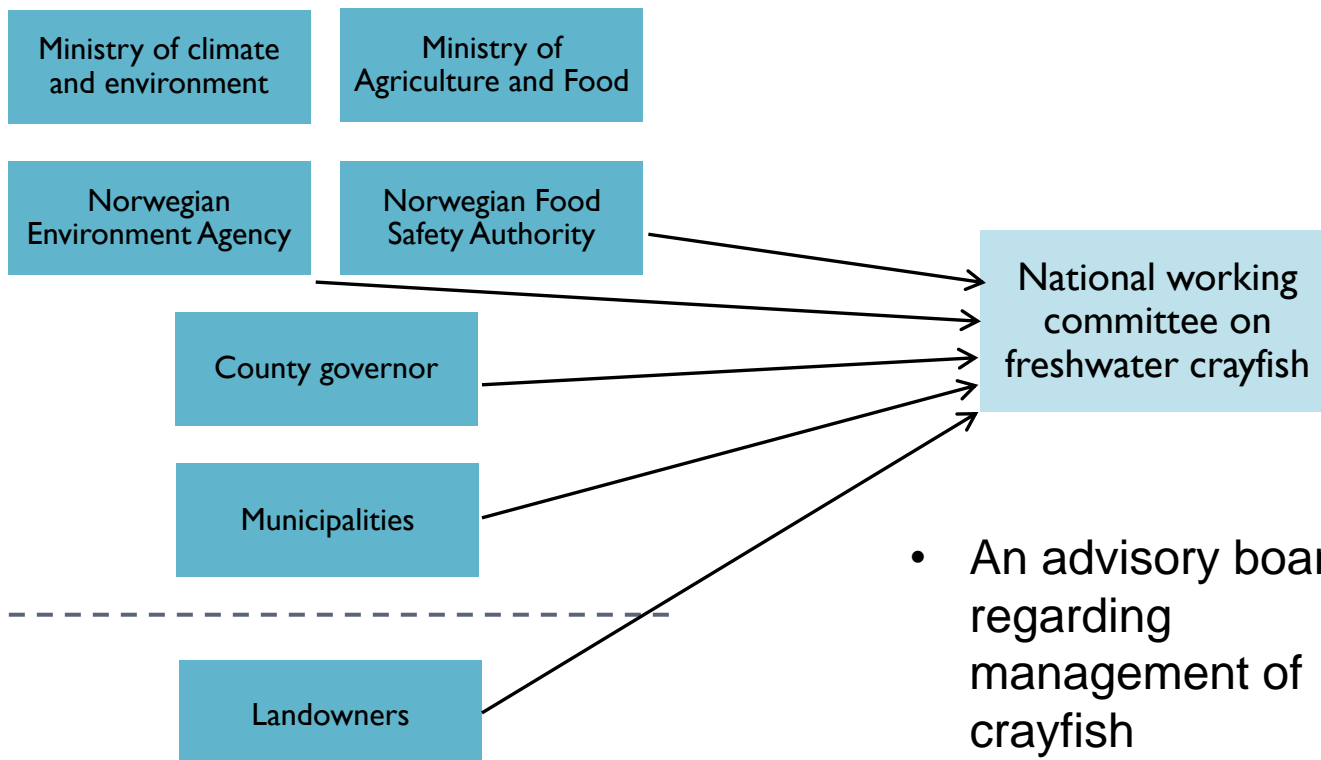 Ministry of climate
and environment
Ministry of
Agriculture and Food
Norwegian
Environment Agency
Norwegian Food
Safety Authority
National working
committee on
freshwater crayfish
County governor
Municipalities
• An advisory
regarding
management of
crayfish
Landowners